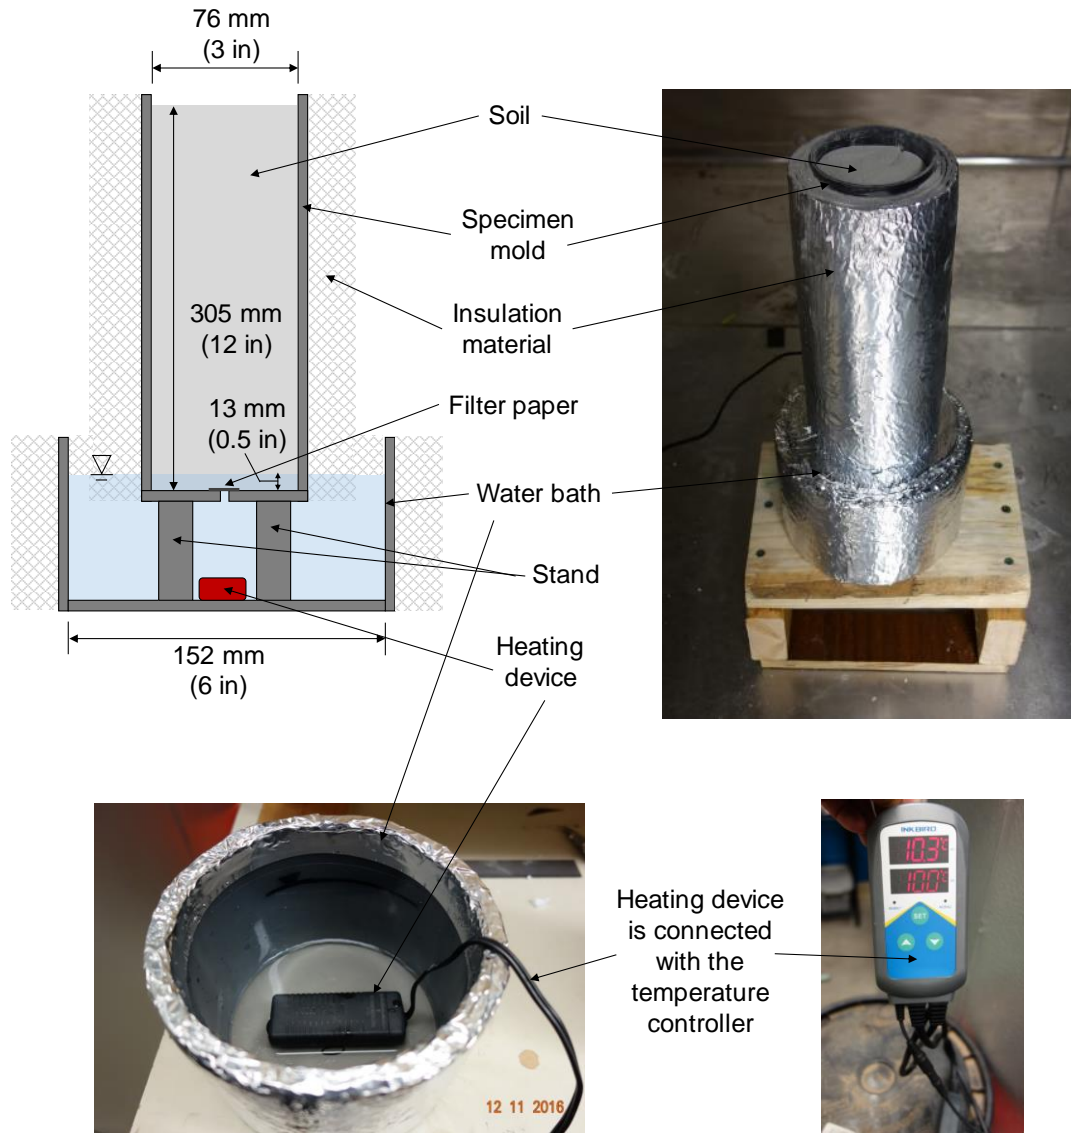 76 mm
(3 in)
Soil
Specimen
mold
305 mm
(12 in)
Insulation
material
13 mm
(0.5 in)
Filter paper
Water bath
Stand
152 mm
(6 in)
Heating
device
INKBIRD
10.3℃
10.0℃
SET
Heating device
is connected
with the
temperature
controller
12 11 2016